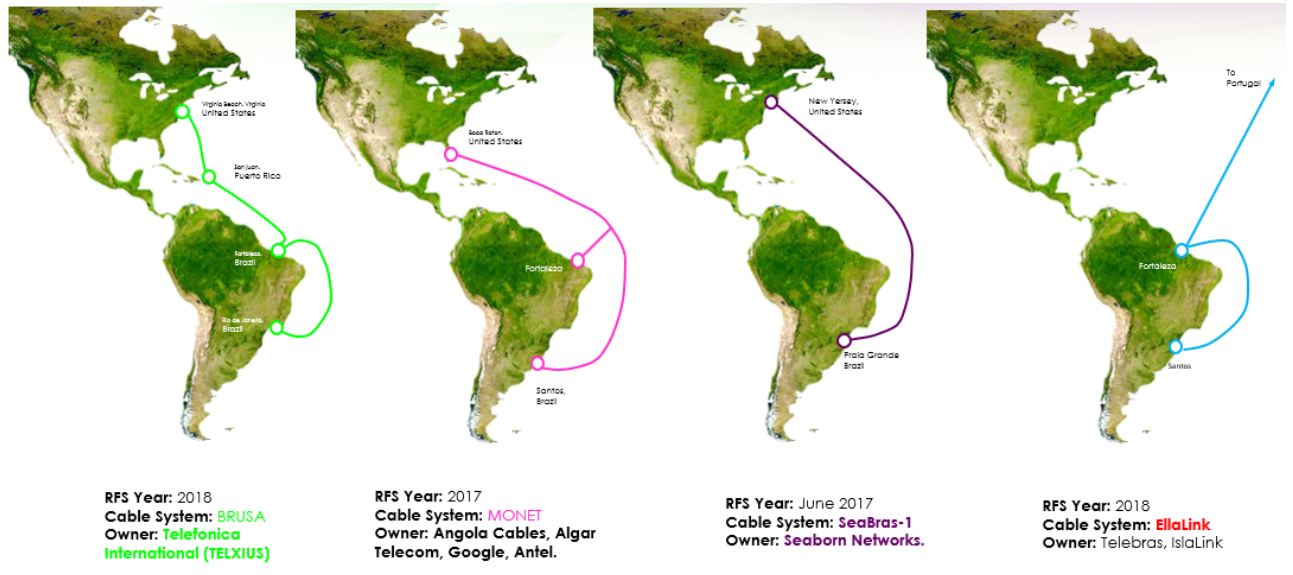 Virginia Beach, Virginia
United States
San Juan,
Puerto Rico
Fortaleza,
Brazil
Rio de Janeiro,
Brazil
RFS Year: 2018
Cable System: BRUSA
Owner: Telefonica
International (TELXIUS)
Boca Raton,
United States
Fortaleza
Santos,
Brazil
RFS Year: 2017
Cable System: MONET
Owner: Angola Cables, Algar
Telecom, Google, Antel.
New Yersey,
United States
Praia Grande
Brazil
RFS Year: June 2017
Cable System: SeaBras-1
Owner: Seaborn Networks.
To
Portugal
Fortaleza
Santos
RFS Year: 2018
Cable System: EllaLink
Owner: Telebras, IslaLink